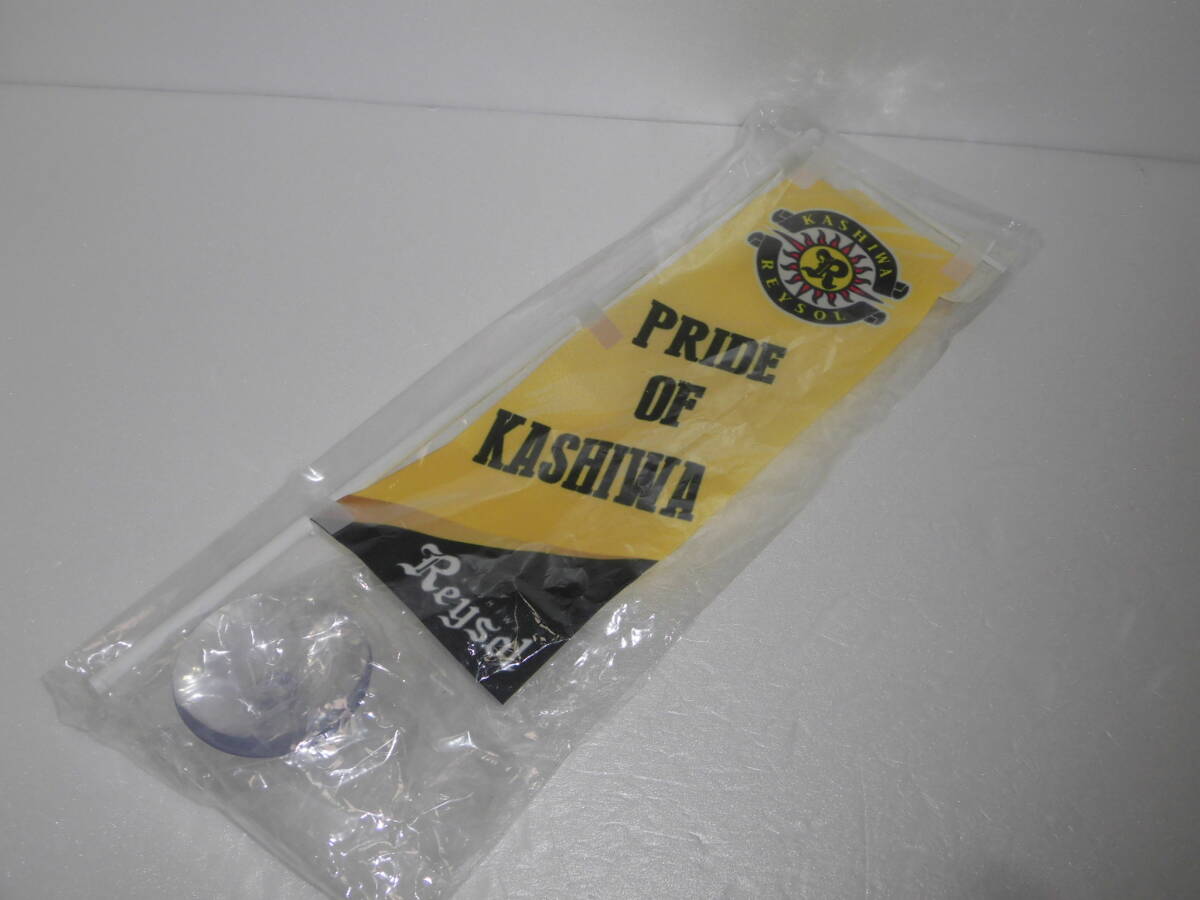 KASHIWA
R
REYSOL
PRIDE
OF
KASHIWA
Reysol